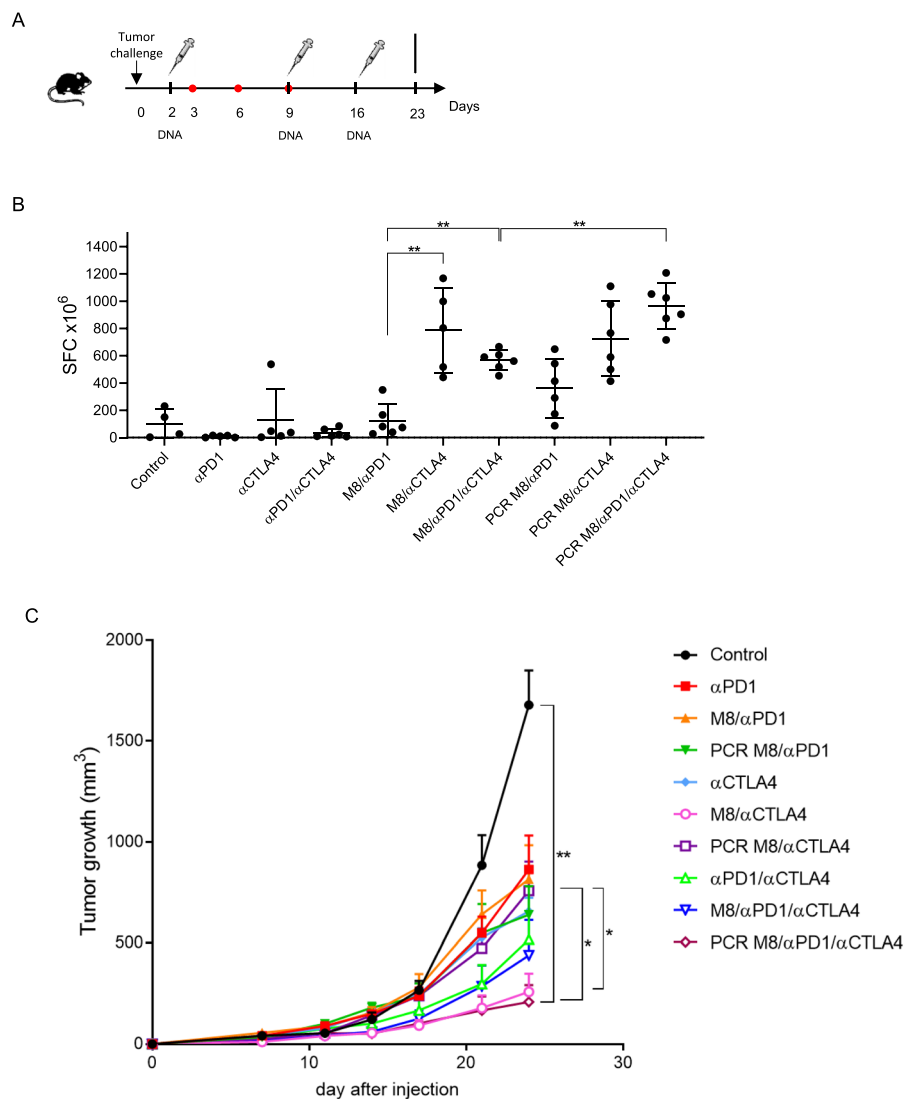 A
Tumor
challenge
0 2 3 6 9 16 23 Days
DNA DNA DNA
B
SFC x10⁶
1400
1200
1000
800
600
400
200
0
** ** **
Control
αPD1
αCTLA4
αPD1/αCTLA4
M8/αPD1
M8/αCTLA4
M8/αPD1/αCTLA4
PCR M8/αPD1
PCR M8/αCTLA4
PCR M8/αPD1/αCTLA4
C
Tumor growth (mm³)
2000
1500
1000
500
0
0 10 20 30
day after injection
** * *
Control
αPD1
M8/αPD1
PCR M8/αPD1
αCTLA4
M8/αCTLA4
PCR M8/αCTLA4
αPD1/αCTLA4
M8/αPD1/αCTLA4
PCR M8/αPD1/αCTLA4